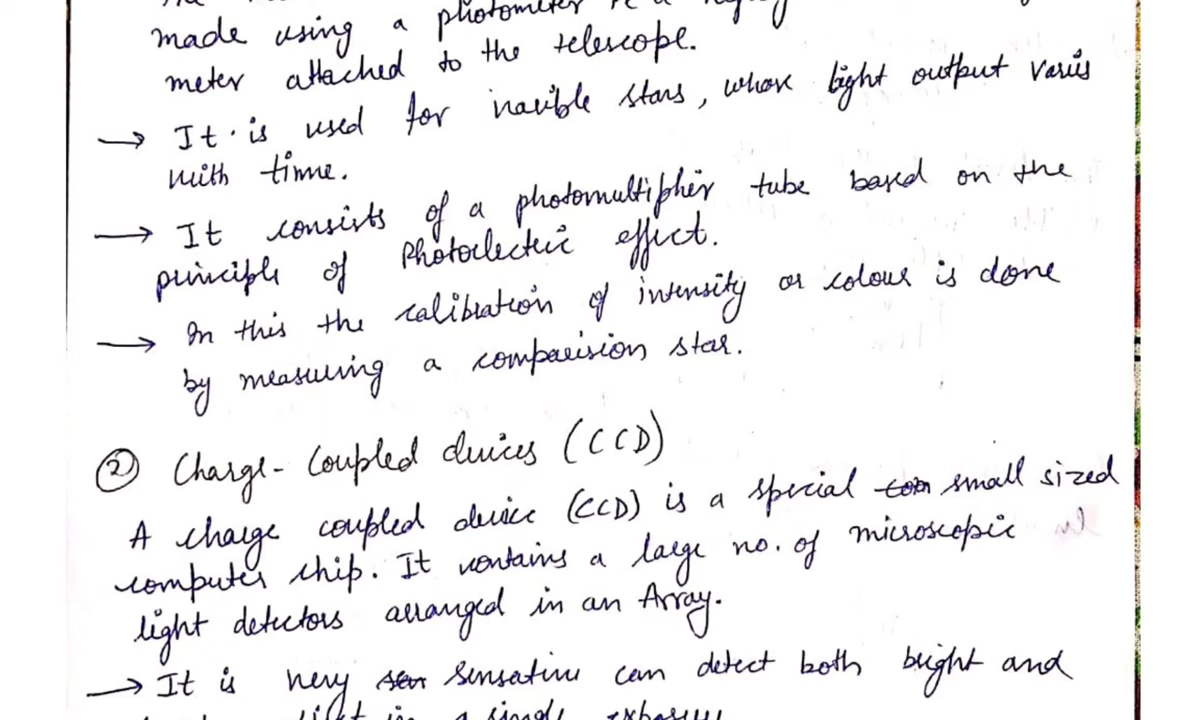 made using a photometer
meter attached to the telescope.
→ It is used for varible stars, whose light output varies
with time.
→ It consists of a photomultiplier tube based on the
principle of Photoelectric effect.
→ In this the calibration of intensity or colour is done
by measuring a comparision star.
② Charge-Coupled devices (CCD)
A charge coupled device (CCD) is a special small sized
computer chip. It contains a large no. of microscopic
light detectors arranged in an Array.
→ It is very sensative can detect both bright and
in a single exposure